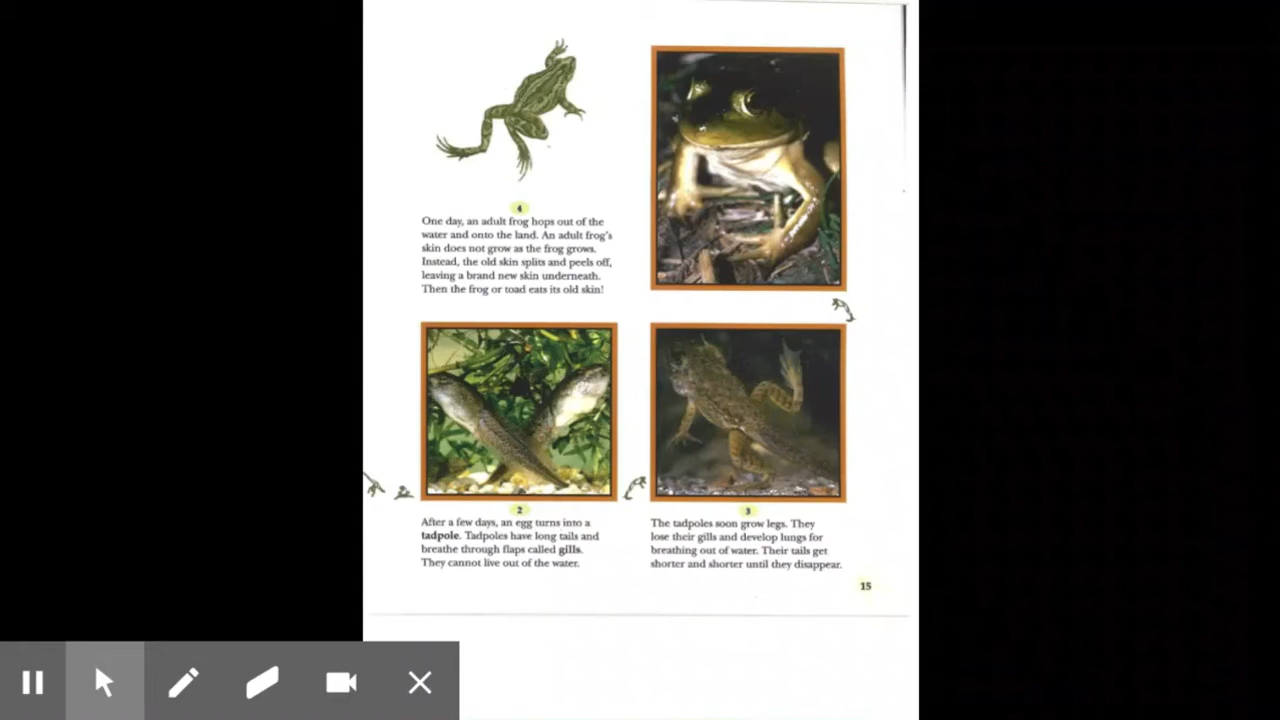 4
One day, an adult frog hops out of the
water and onto the land. An adult frog's
skin does not grow as the frog grows.
Instead, the old skin splits and peels off,
leaving a brand new skin underneath.
Then the frog or toad eats its old skin!
2
After a few days, an egg turns into a
tadpole. Tadpoles have long tails and
breathe through flaps called gills.
They cannot live out of the water.
3
The tadpoles soon grow legs. They
lose their gills and develop lungs for
breathing out of water. Their tails get
shorter and shorter until they disappear.
15